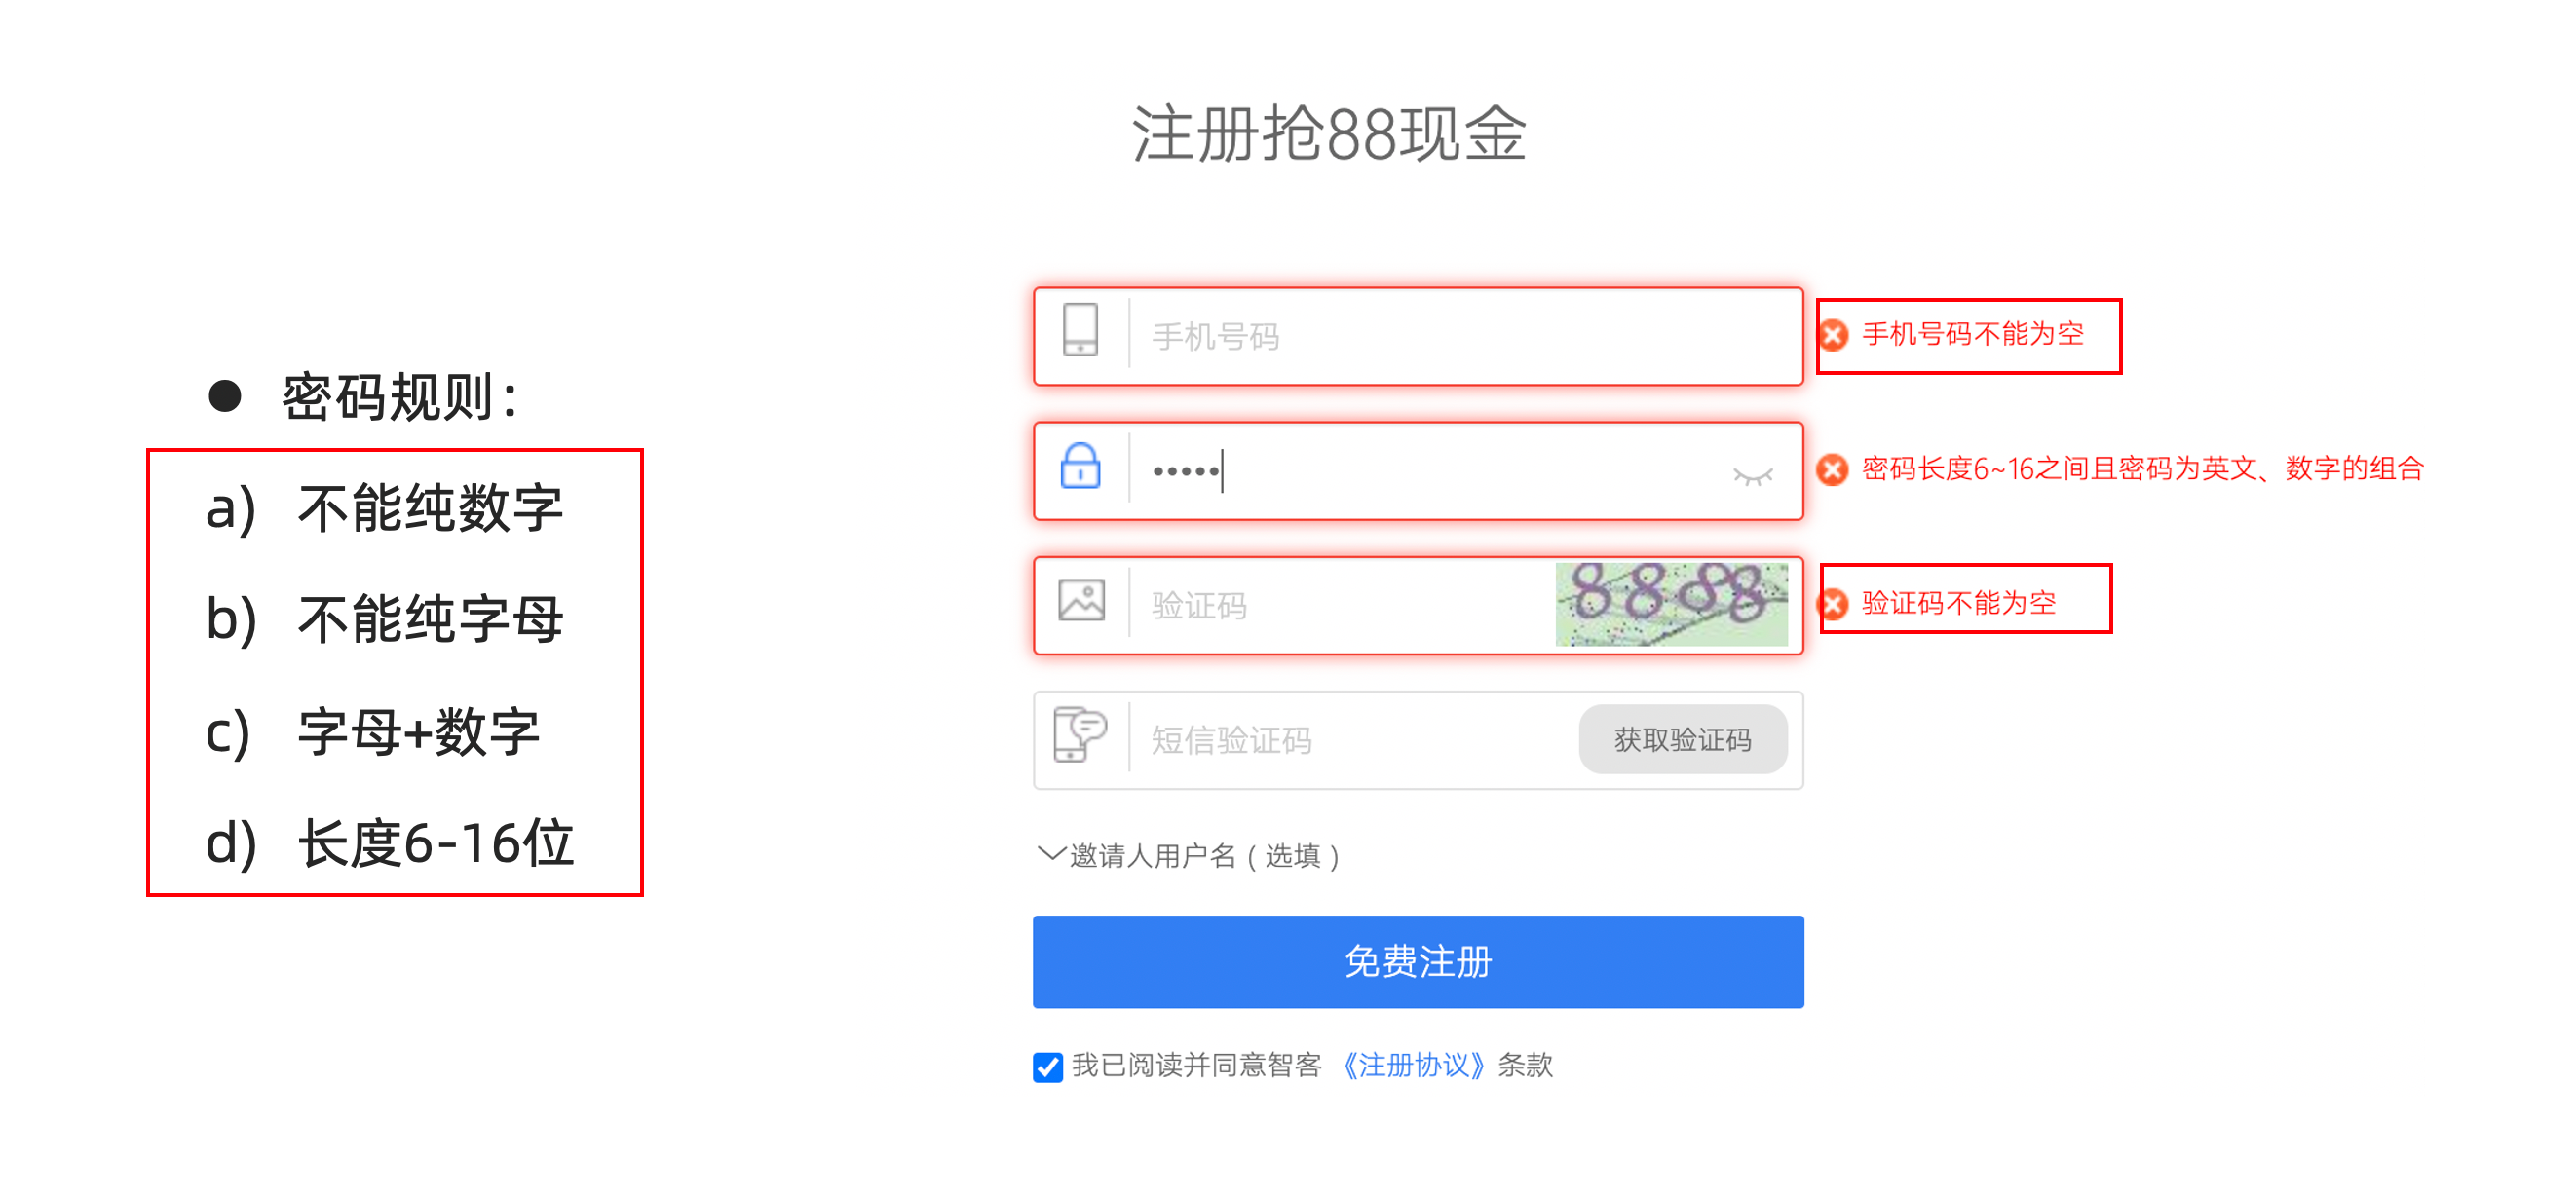 注册抢88现金
● 密码规则：
a) 不能纯数字
b) 不能纯字母
c) 字母+数字
d) 长度6-16位
手机号码
手机号码不能为空
•••••
密码长度6~16之间且密码为英文、数字的组合
验证码
8888
验证码不能为空
短信验证码
获取验证码
邀请人用户名（选填）
免费注册
我已阅读并同意智客 《注册协议》 条款